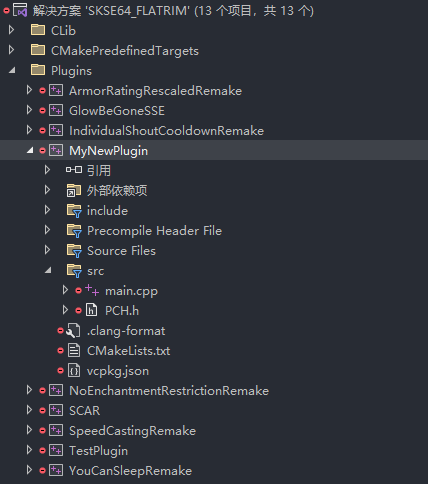 解决方案 'SKSE64_FLATRIM' (13 个项目，共 13 个)
CLib
CMakePredefinedTargets
Plugins
ArmorRatingRescaledRemake
GlowBeGoneSSE
IndividualShoutCooldownRemake
MyNewPlugin
引用
外部依赖项
include
Precompile Header File
Source Files
src
main.cpp
PCH.h
.clang-format
CMakeLists.txt
vcpkg.json
NoEnchantmentRestrictionRemake
SCAR
SpeedCastingRemake
TestPlugin
YouCanSleepRemake